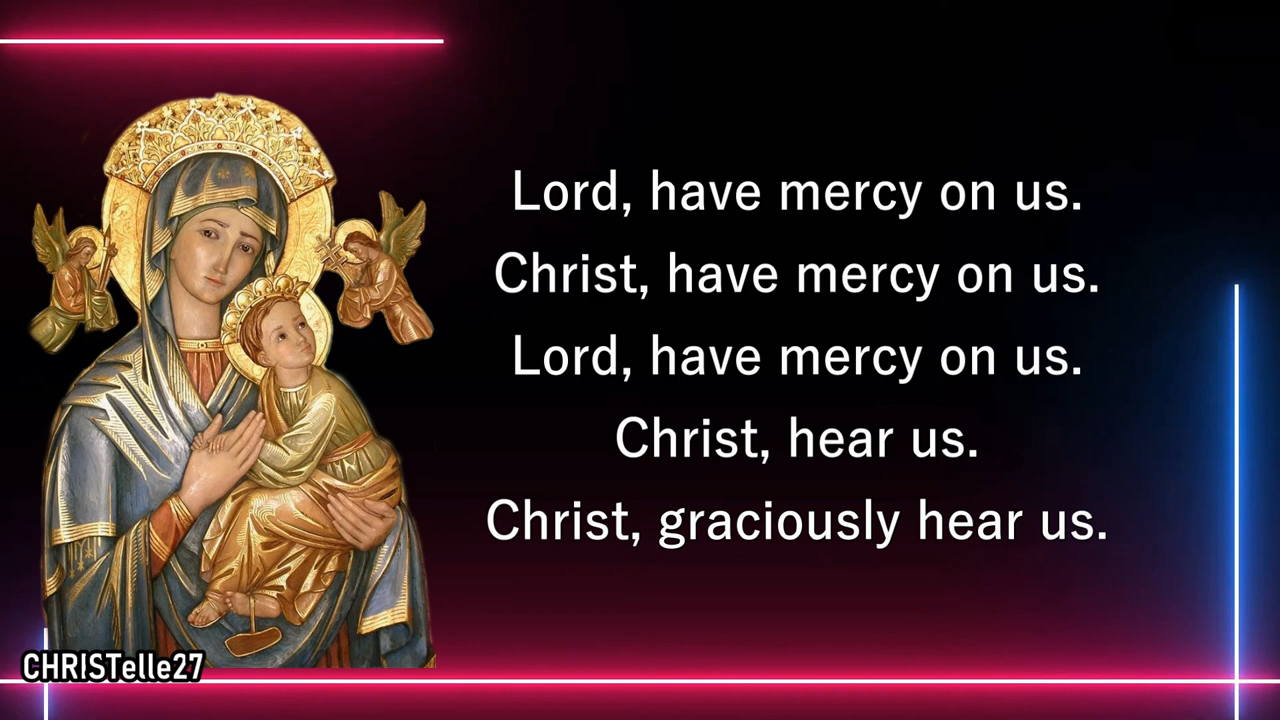 Lord, have mercy on us.
Christ, have mercy on us.
Lord, have mercy on us.
Christ, hear us.
Christ, graciously hear us.
CHRISTelle27